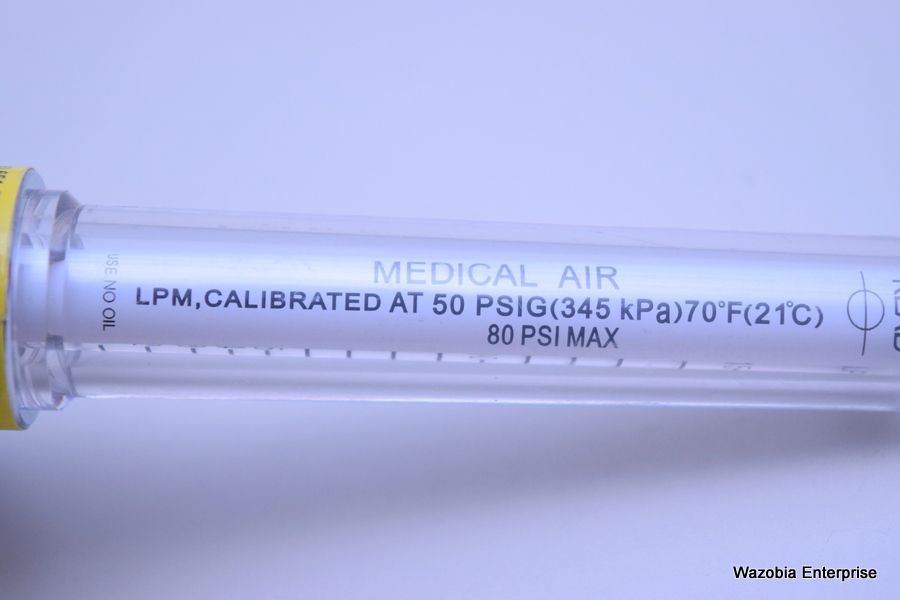 MEDICAL AIR
LPM,CALIBRATED AT 50 PSIG(345 kPa)70°F(21°C)
80 PSI MAX
USE NO OIL
Wazobia Enterprise